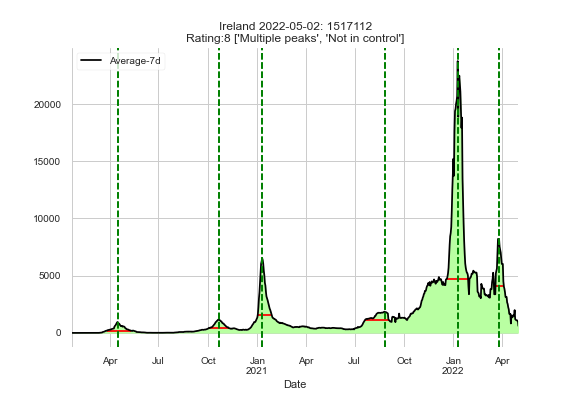 Ireland 2022-05-02: 1517112
Rating:8 ['Multiple peaks', 'Not in control']
Average-7d
20000
15000
10000
5000
0
Apr Jul Oct Jan Apr Jul Oct Jan Apr
2021 2022
Date